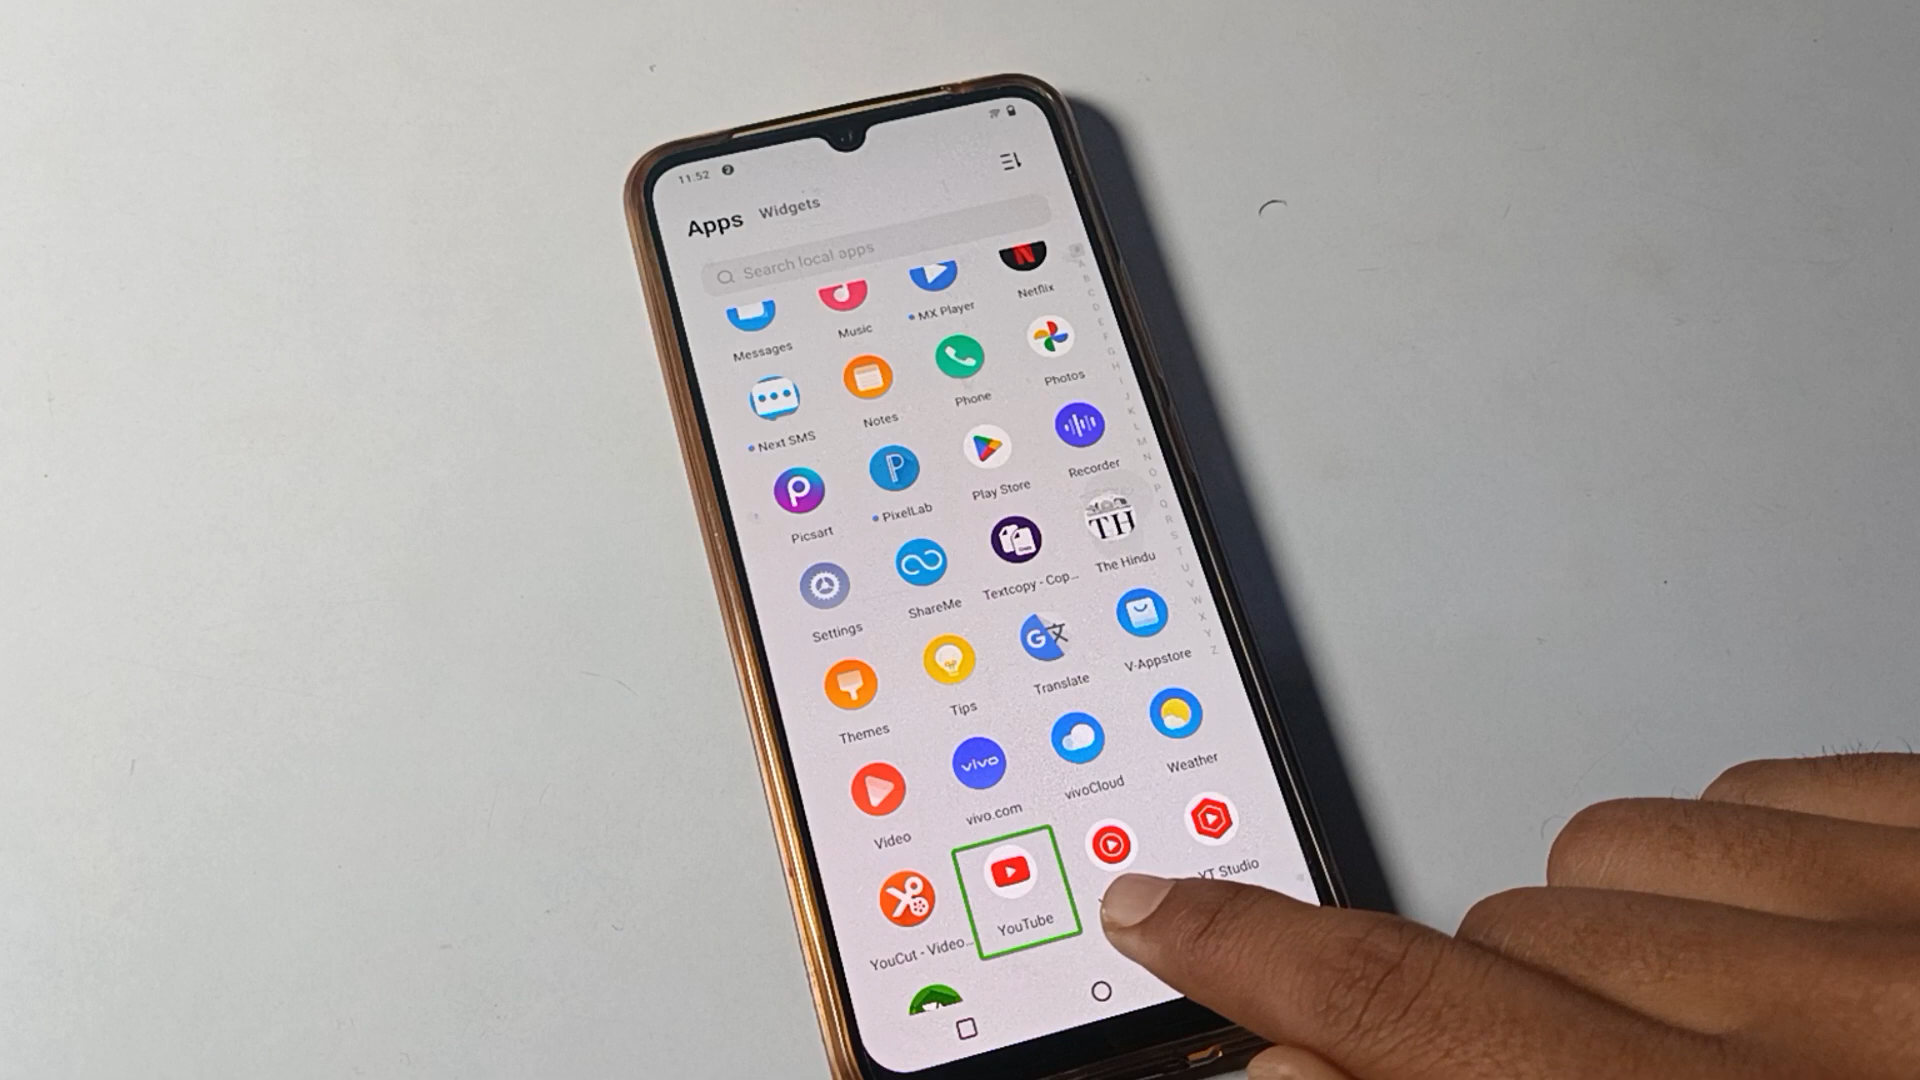 11:52
Apps Widgets
Search local apps
Messages Music MX Player Netflix
Next SMS Notes Phone Photos
Picsart PixelLab Play Store Recorder
Settings ShareMe Textcopy - Cop... The Hindu
Themes Tips Translate V-Appstore
Video vivo.com vivoCloud Weather
YouCut - Video... YouTube YT Studio
TH
vivo
A
B
C
D
E
F
G
H
I
J
K
L
M
N
O
P
Q
R
S
T
U
V
W
X
Y
Z